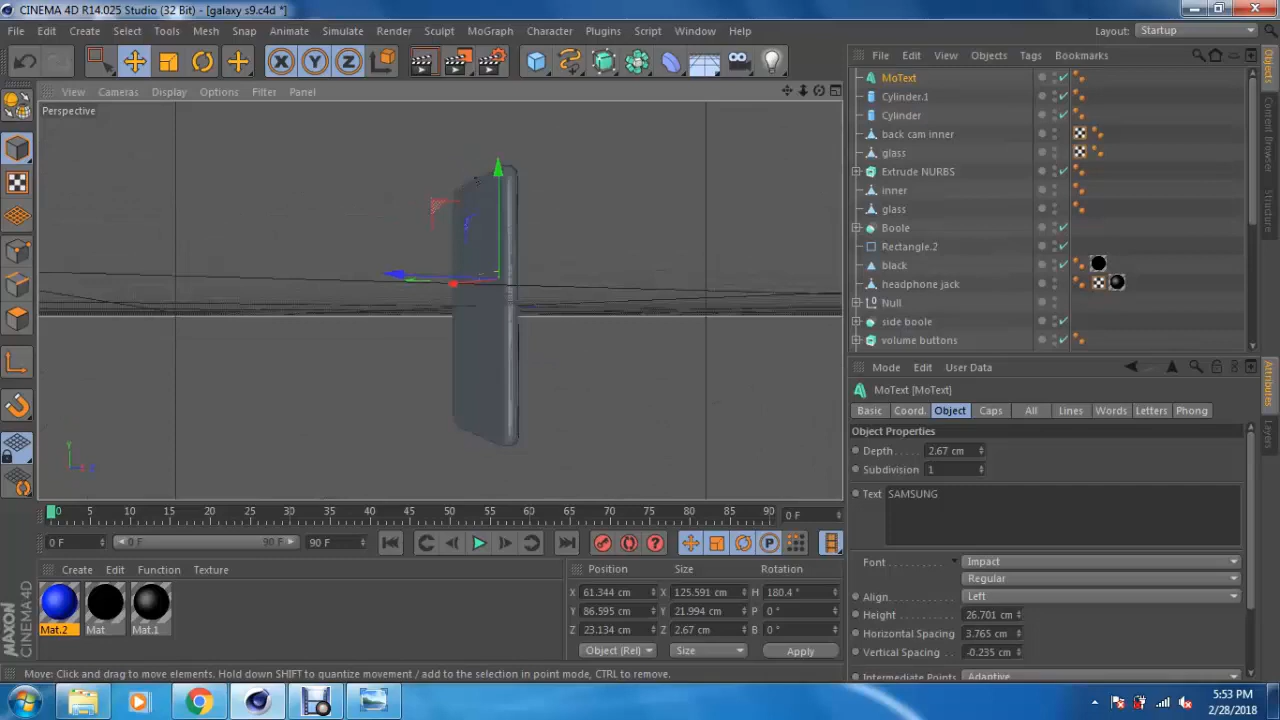 CINEMA 4D R14.025 Studio (32 Bit) - [galaxy s9.c4d *]
File Edit Create Select Tools Mesh Snap Animate Simulate Render Sculpt MoGraph Character Plugins Script Window Help
Layout: Startup
View Cameras Display Options Filter Panel
Perspective
Y
File Edit View Objects Tags Bookmarks
MoText
Cylinder.1
Cylinder
back cam inner
glass
Extrude NURBS
inner
glass
Boole
Rectangle.2
black
headphone jack
Null
side boole
volume buttons
Objects
Content Browser
Structure
Mode Edit User Data
MoText [MoText]
Basic Coord. Object Caps All Lines Words Letters Phong
Object Properties
Depth 2.67 cm
Subdivision 1
Text SAMSUNG
Font Impact
Regular
Align. Left
Height 26.701 cm
Horizontal Spacing 3.765 cm
Vertical Spacing -0.235 cm
Intermediate Points Adaptive
Attributes
Layers
0 5 10 15 20 25 30 35 40 45 50 55 60 65 70 75 80 85 90 0 F
0 F 0 F 90 F 90 F
Create Edit Function Texture
Mat.2 Mat Mat.1
MAXON CINEMA 4D
Position Size Rotation
X 61.344 cm X 125.591 cm H 180.4 °
Y 86.595 cm Y 21.994 cm P 0 °
Z 23.134 cm Z 2.67 cm B 0 °
Object (Rel) Size Apply
Move: Click and drag to move elements. Hold down SHIFT to quantize movement / add to the selection in point mode, CTRL to remove.
5:53 PM
2/28/2018